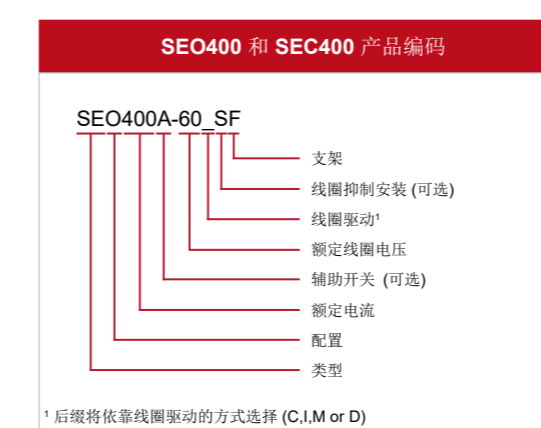 SEO400 和 SEC400 产品编码
SEO400A-60_SF
支架
线圈抑制安装 (可选)
线圈驱动¹
额定线圈电压
辅助开关 (可选)
额定电流
配置
类型
¹ 后缀将依靠线圈驱动的方式选择 (C,I,M or D)